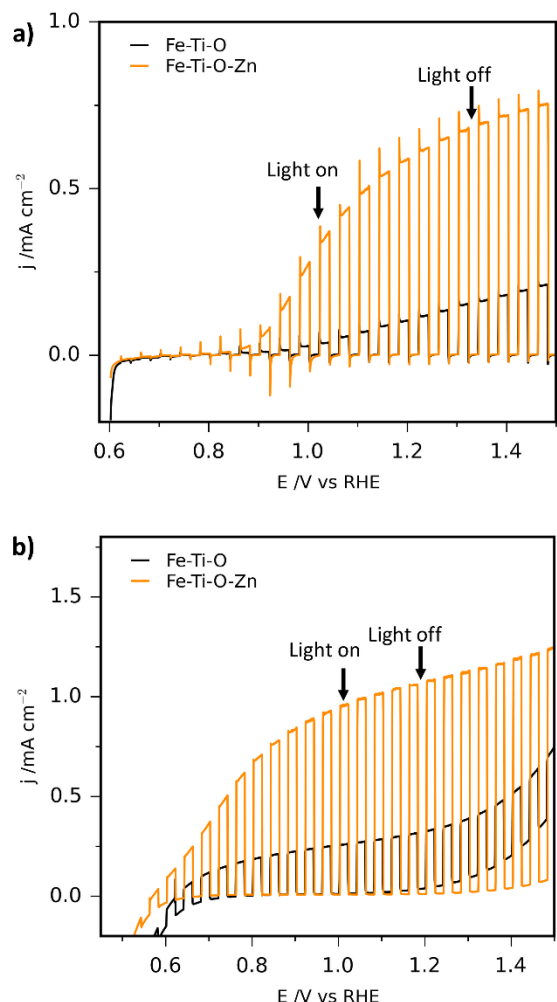 a)
1.0
Fe-Ti-O
Fe-Ti-O-Zn
Light off
Light on
0.5
0.0
j /mA cm⁻²
0.6 0.8 1.0 1.2 1.4
E /V vs RHE
b)
Fe-Ti-O
Fe-Ti-O-Zn
1.5
Light on Light off
1.0
0.5
0.0
j /mA cm⁻²
0.6 0.8 1.0 1.2 1.4
E /V vs RHE